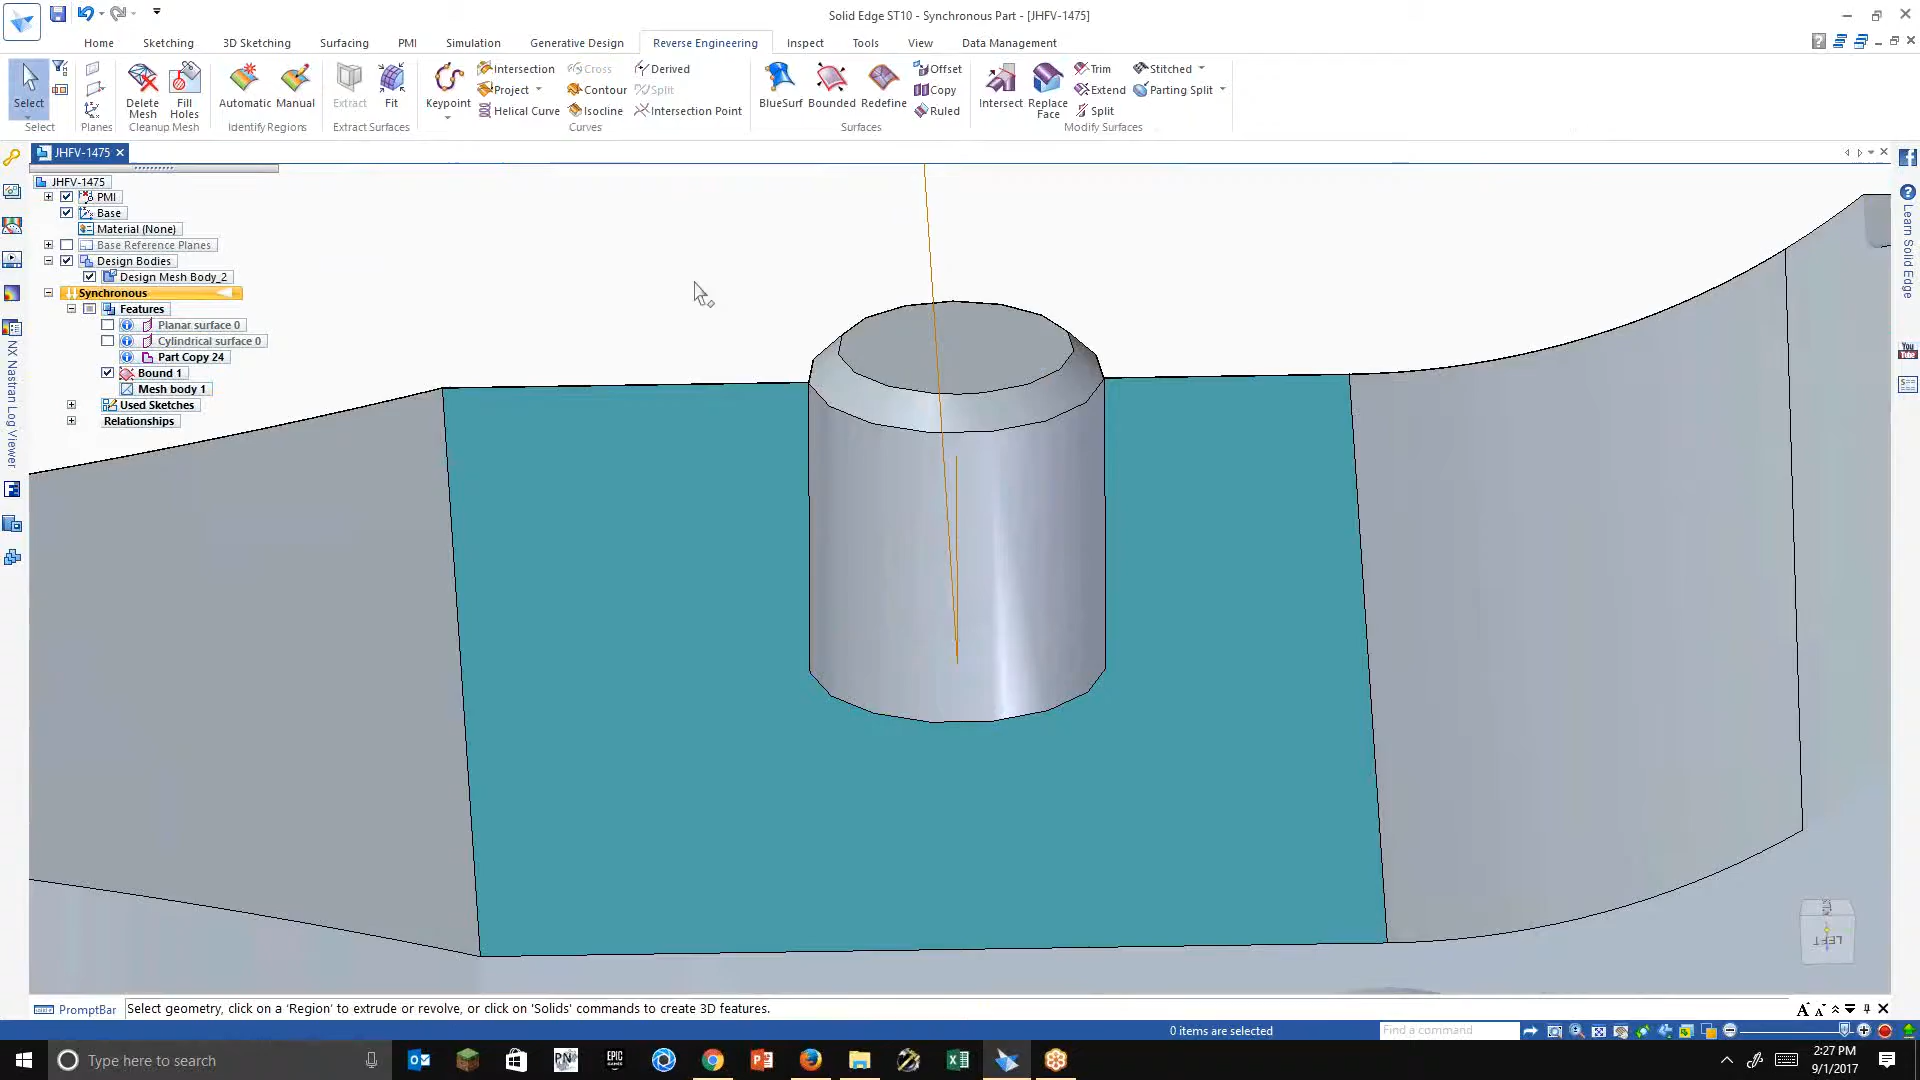 Solid Edge ST10 - Synchronous Part - [JHFV-1475]
Home Sketching 3D Sketching Surfacing PMI Simulation Generative Design Reverse Engineering Inspect Tools View Data Management
Select
Select
Planes
Delete Mesh
Fill Holes
Cleanup Mesh
Automatic
Manual
Identify Regions
Extract
Fit
Extract Surfaces
Keypoint
Intersection
Project
Helical Curve
Cross
Contour
Isocline
Derived
Split
Intersection Point
Curves
BlueSurf
Bounded
Redefine
Offset
Copy
Ruled
Surfaces
Intersect
Replace Face
Trim
Extend
Split
Stitched
Parting Split
Modify Surfaces
JHFV-1475
JHFV-1475
PMI
Base
Material (None)
Base Reference Planes
Design Bodies
Design Mesh Body_2
Synchronous
Features
Planar surface 0
Cylindrical surface 0
Part Copy 24
Bound 1
Mesh body 1
Used Sketches
Relationships
NX Nastran Log Viewer
Learn Solid Edge
You Tube
LEFT
PromptBar
Select geometry, click on a 'Region' to extrude or revolve, or click on 'Solids' commands to create 3D features.
0 items are selected
Find a command
Type here to search
PN
EPIC GAMES
2:27 PM
9/1/2017